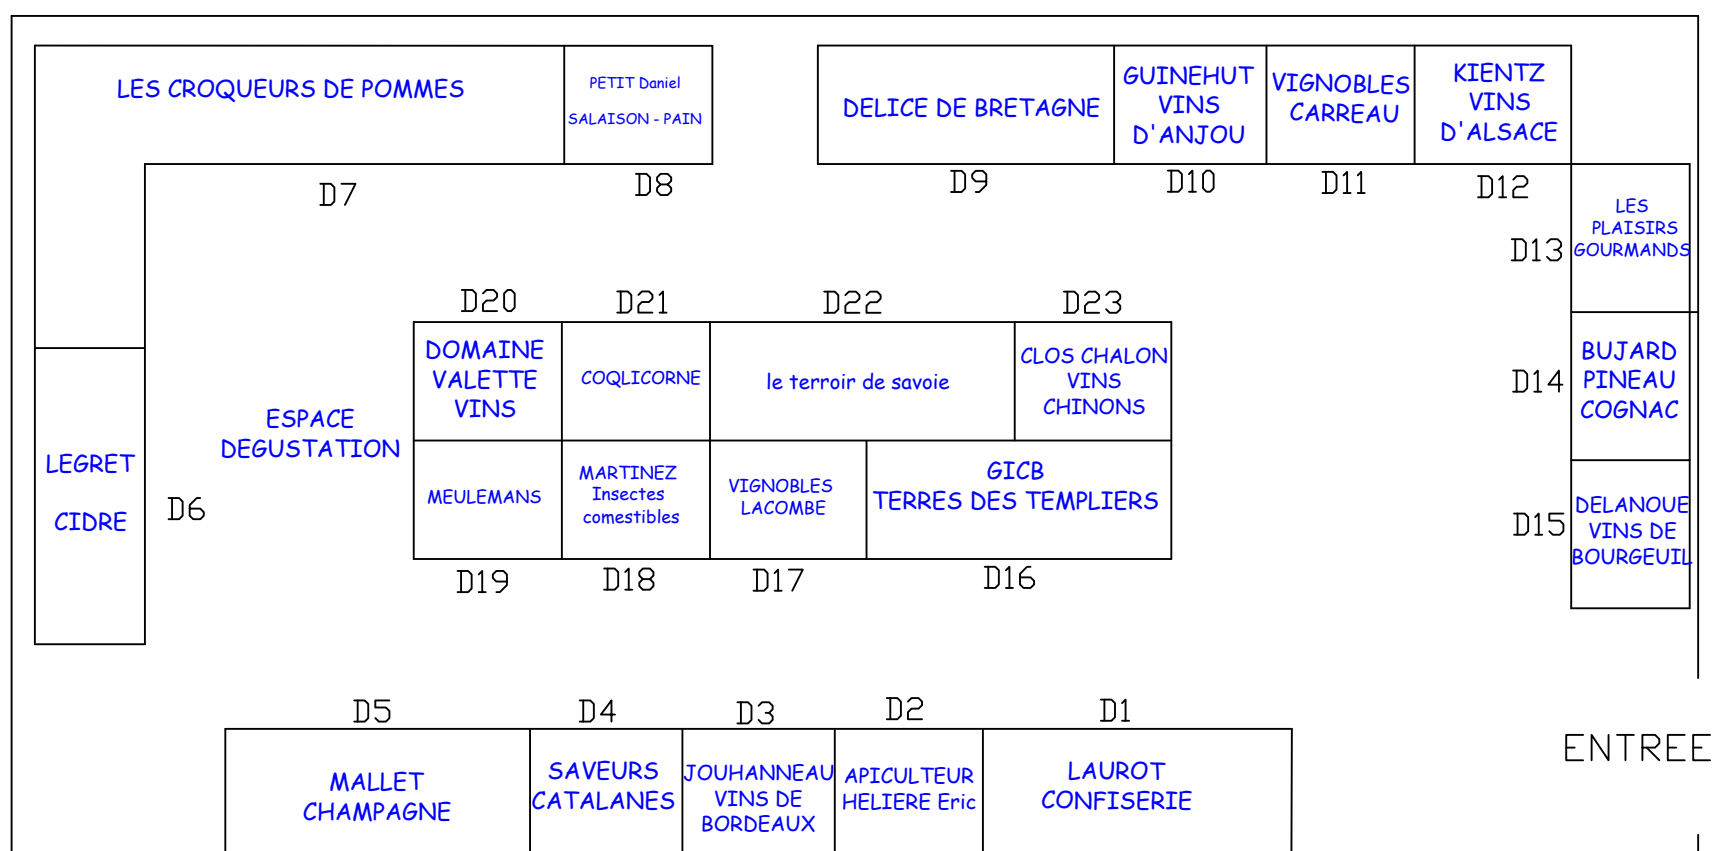 LES CROQUEURS DE POMMES
PETIT Daniel
SALAISON - PAIN
DELICE DE BRETAGNE
GUINEHUT
VINS
D'ANJOU
VIGNOBLES
CARREAU
KIENTZ
VINS
D'ALSACE
D7
D8
D9
D10
D11
D12
LES
PLAISIRS
GOURMANDS
D13
D20
D21
D22
D23
DOMAINE
VALETTE
VINS
COQLICORNE
le terroir de savoie
CLOS CHALON
VINS
CHINONS
BUJARD
PINEAU
COGNAC
D14
ESPACE
DEGUSTATION
LEGRET
CIDRE
D6
MEULEMANS
MARTINEZ
Insectes
comestibles
VIGNOBLES
LACOMBE
GICB
TERRES DES TEMPLIERS
D15
DELANOUE
VINS DE
BOURGEUIL
D19
D18
D17
D16
D5
D4
D3
D2
D1
ENTREE
MALLET
CHAMPAGNE
SAVEURS
CATALANES
JOUHANNEAU
VINS DE
BORDEAUX
APICULTEUR
HELIERE Eric
LAUROT
CONFISERIE